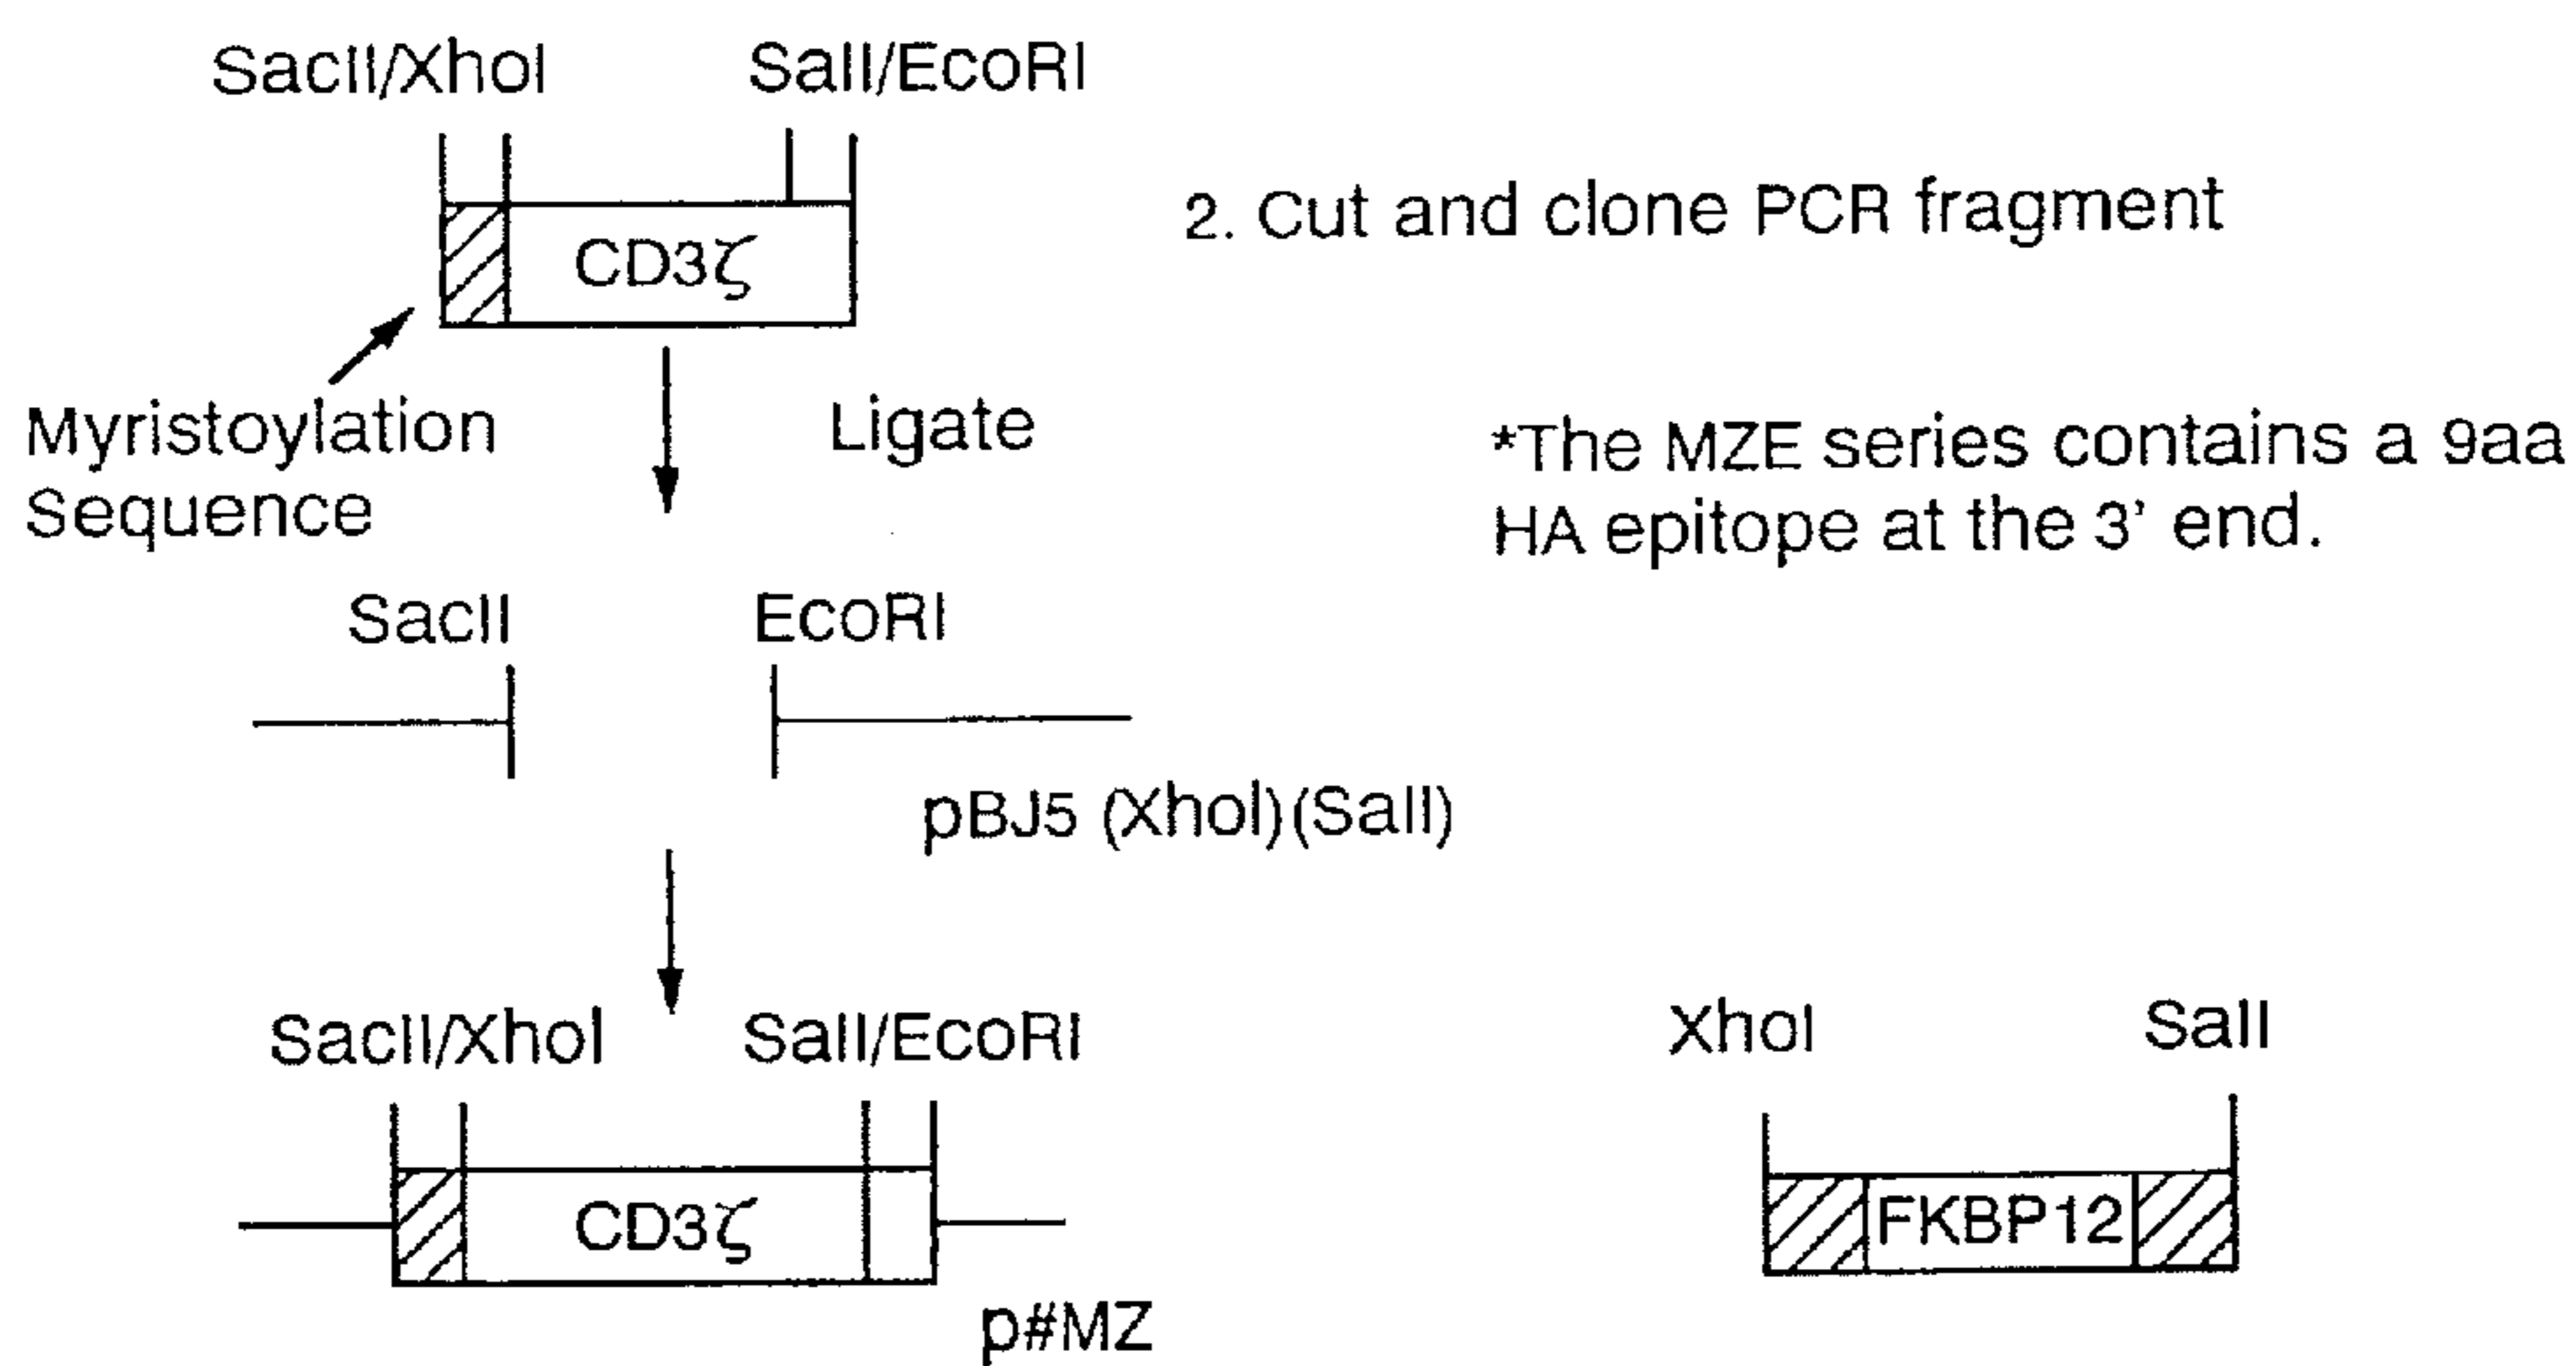 SacII/XhoI SalI/EcoRI
CD3ζ
2. Cut and clone PCR fragment
Myristoylation
Sequence
Ligate
*The MZE series contains a 9aa
HA epitope at the 3' end.
SacII EcoRI
pBJ5 (XhoI)(SalI)
SacII/XhoI SalI/EcoRI
CD3ζ
p#MZ
XhoI SalI
FKBP12